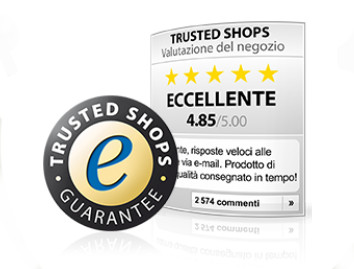 TRUSTED SHOPS
Valutazione del negozio
ECCELLENTE
4.85/5.00
risposte veloci alle
via e-mail. Prodotto di
consegnato in tempo!
2 574 commenti »
TRUSTED SHOPS
e
GUARANTEE